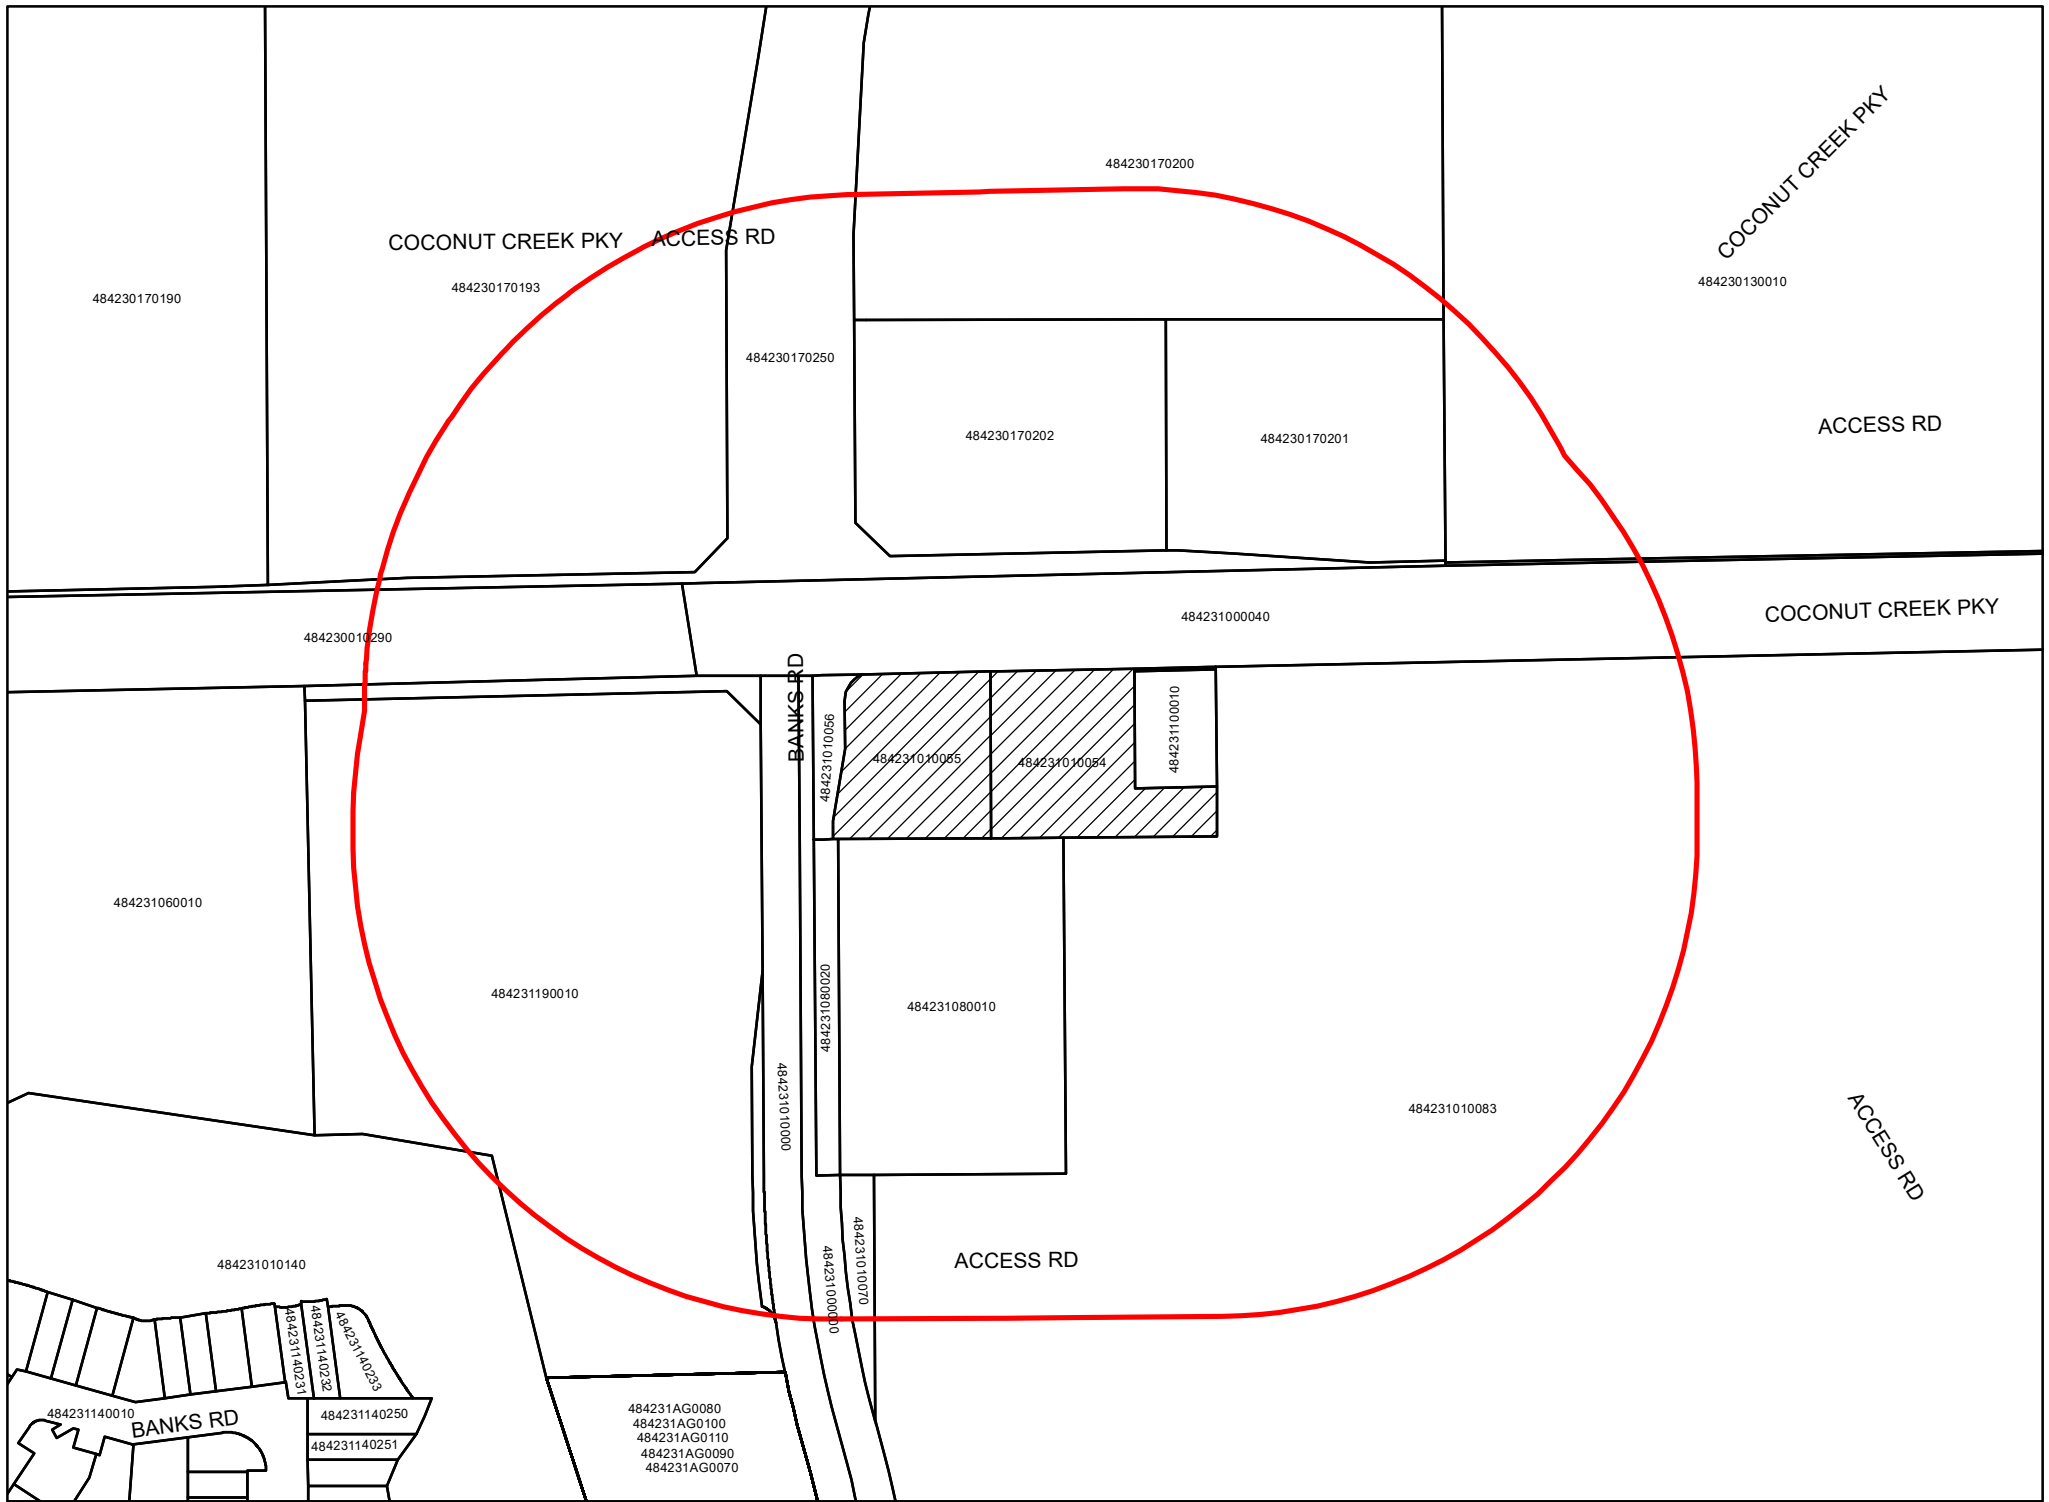 484230170200
COCONUT CREEK PKY
COCONUT CREEK PKY
ACCESS RD
484230170193
484230130010
484230170190
484230170250
484230170202
484230170201
ACCESS RD
484231000040
COCONUT CREEK PKY
484230010290
BANKS RD
484231010056
484231010055
484231010054
484231100010
484231060010
484231190010
484231080020
484231080010
484231010000
484231010083
ACCESS RD
484231010140
484231000000
484231010070
ACCESS RD
484231140231
484231140232
484231140233
484231140010
BANKS RD
484231140250
484231140251
484231AG0080
484231AG0100
484231AG0110
484231AG0090
484231AG0070